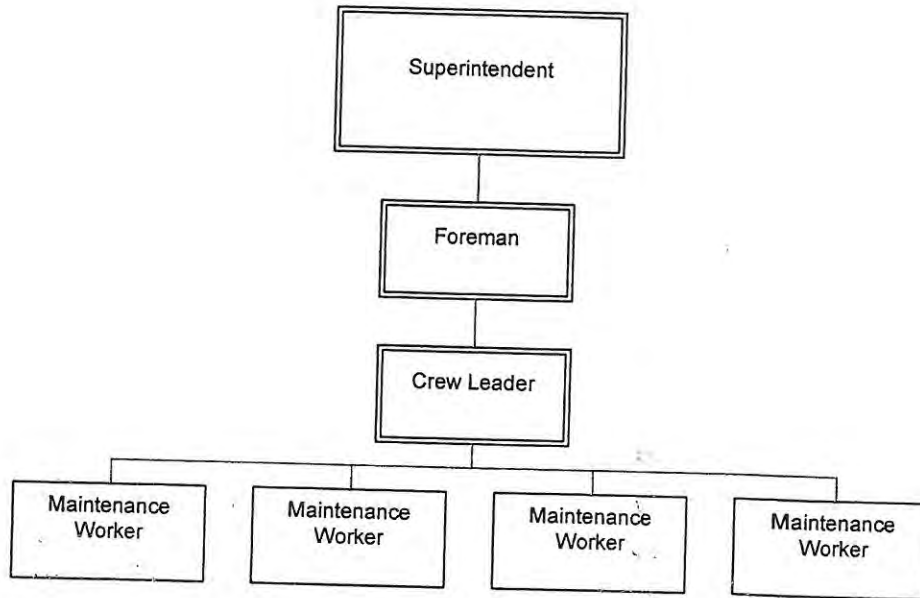 Superintendent
Foreman
Crew Leader
Maintenance
Worker
Maintenance
Worker
Maintenance
Worker
Maintenance
Worker